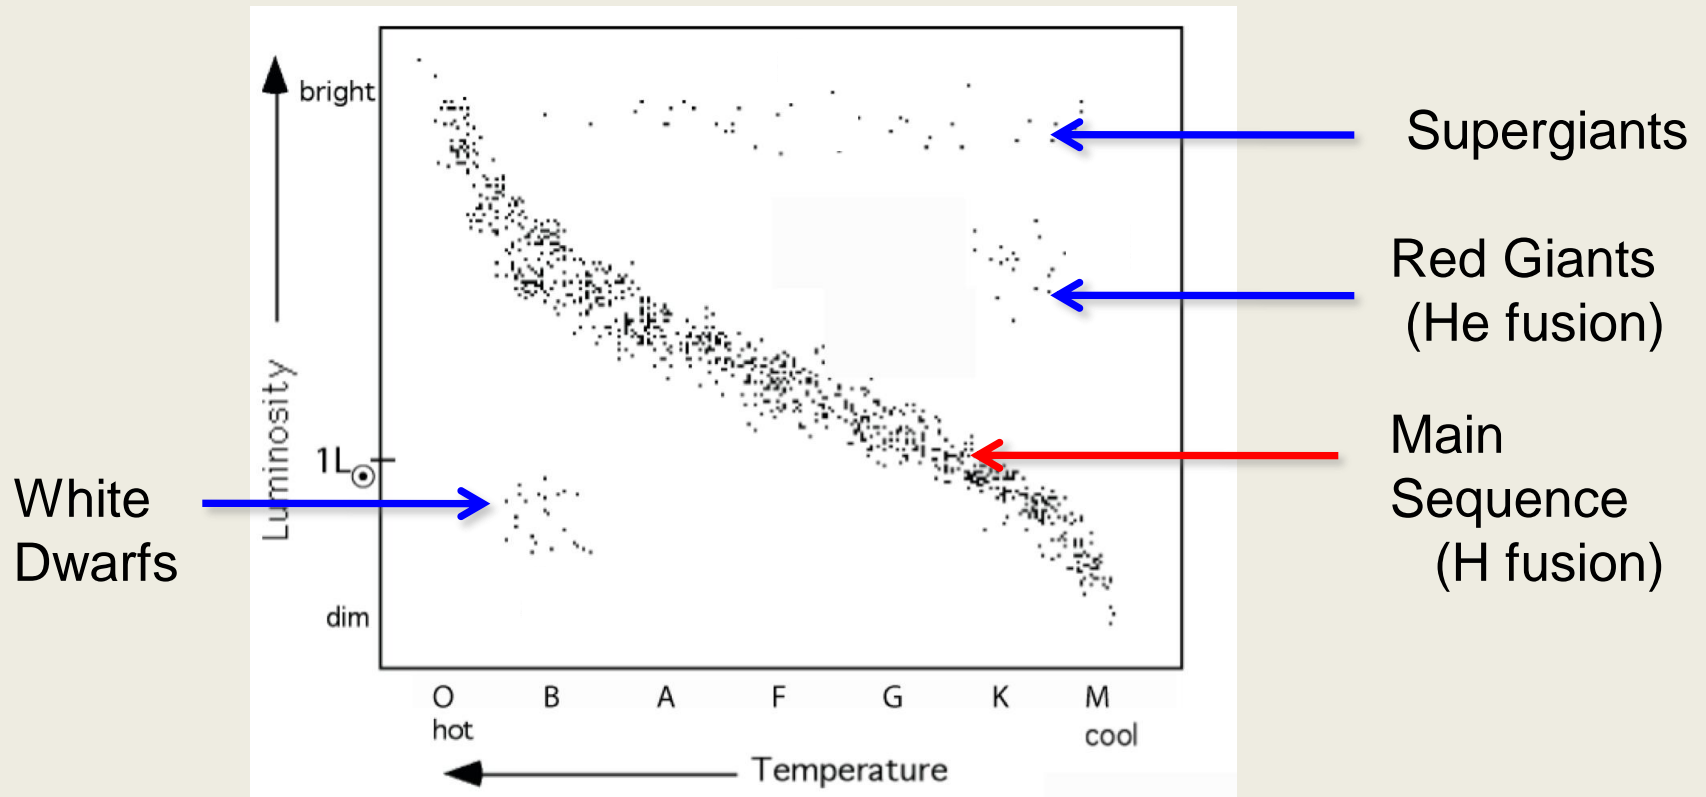 bright
Supergiants
Red Giants
(He fusion)
Luminosity
1L☉
Main
Sequence
(H fusion)
White
Dwarfs
dim
O B A F G K M
hot cool
Temperature